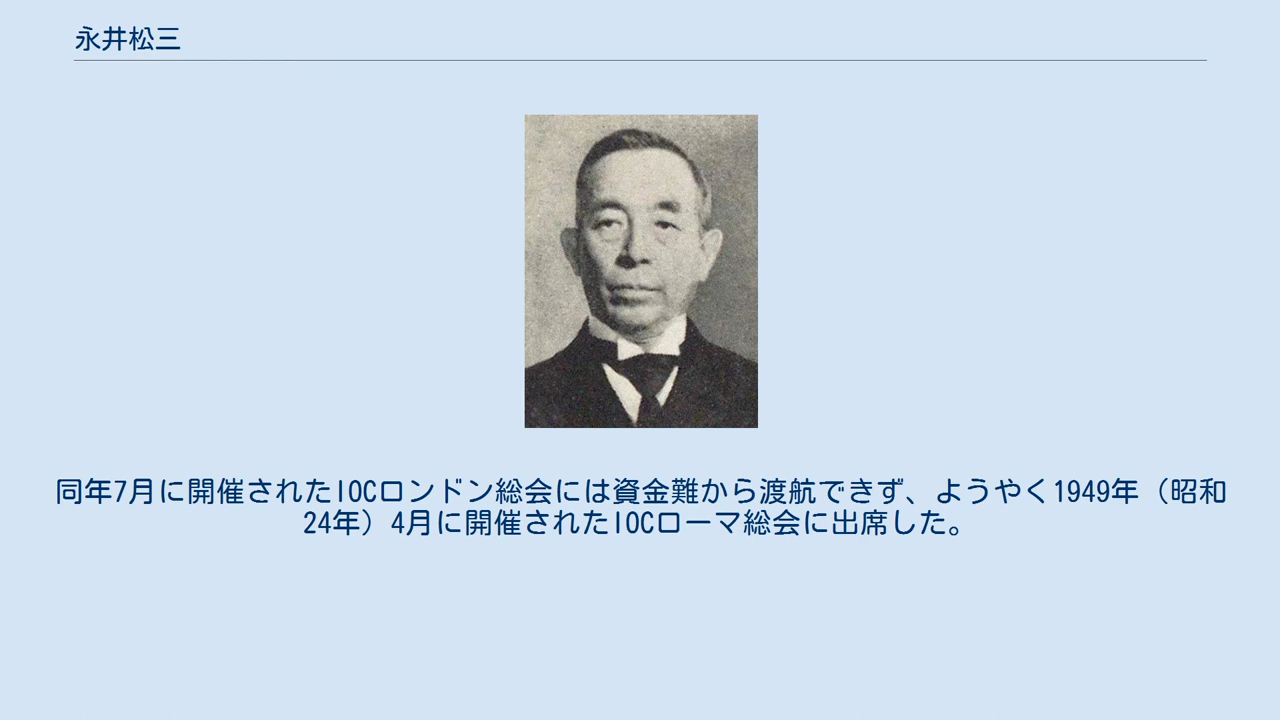 永井松三
同年7月に開催されたIOCロンドン総会には資金難から渡航できず、ようやく1949年（昭和
24年）4月に開催されたIOCローマ総会に出席した。